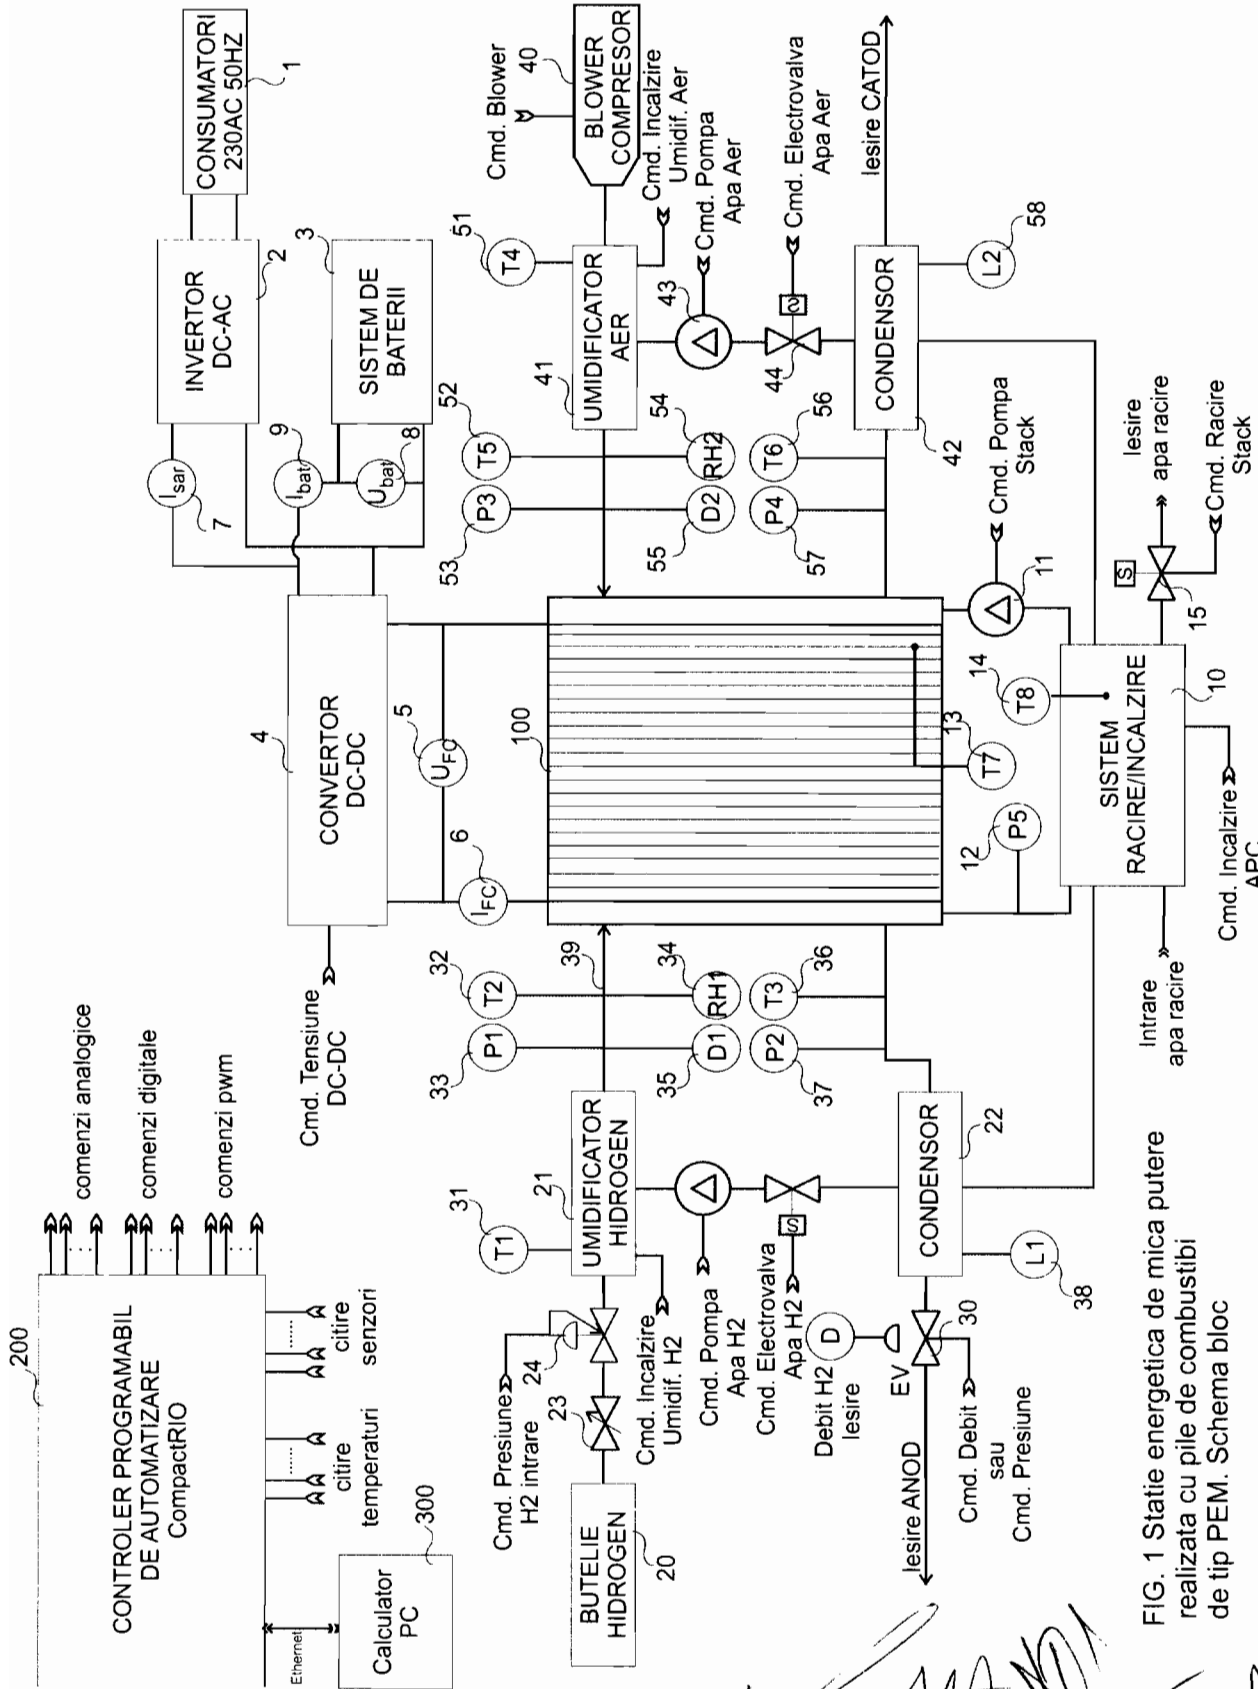 200
CONTROLER PROGRAMABIL
DE AUTOMATIZARE
CompactRIO
comenzi analogice
comenzi digitale
comenzi pwm
citire
senzori
citire
temperaturi
Ethernet
Calculator
PC
300
Cmd. Tensiune
DC-DC
CONVERTOR
DC-DC
4
5
UFC
6
IFC
INVERTOR
DC-AC
2
CONSUMATORI
230AC 50HZ
1
SISTEM DE
BATERII
3
Isar
7
Ibat
9
Ubat
8
BUTELIE
HIDROGEN
20
23
24
Cmd. Presiune
H2 intrare
UMIDIFICATOR
HIDROGEN
21
T1
31
Cmd. Incalzire
Umidif. H2
Cmd. Pompa
Apa H2
Cmd. Electrovalva
Apa H2
S
P1
33
T2
32
39
D1
35
RH1
34
P2
37
T3
36
CONDENSOR
22
L1
38
Debit H2
Iesire
D
EV
30
Iesire ANOD
Cmd. Debit
sau
Cmd. Presiune
100
P3
53
T5
52
D2
55
RH2
54
P4
57
T6
56
UMIDIFICATOR
AER
41
T4
51
BLOWER
COMPRESOR
40
Cmd. Blower
Cmd. Incalzire
Umidif. Aer
Cmd. Pompa
Apa Aer
43
Cmd. Electrovalva
Apa Aer
44
CONDENSOR
42
L2
58
Iesire CATOD
Cmd. Pompa
Stack
11
P5
12
T7
13
T8
14
SISTEM
RACIRE/INCALZIRE
10
S
15
Iesire
apa racire
Cmd. Racire
Stack
Intrare
apa racire
Cmd. Incalzire
APC
FIG. 1 Statie energetica de mica putere
realizata cu pile de combustibi
de tip PEM. Schema bloc